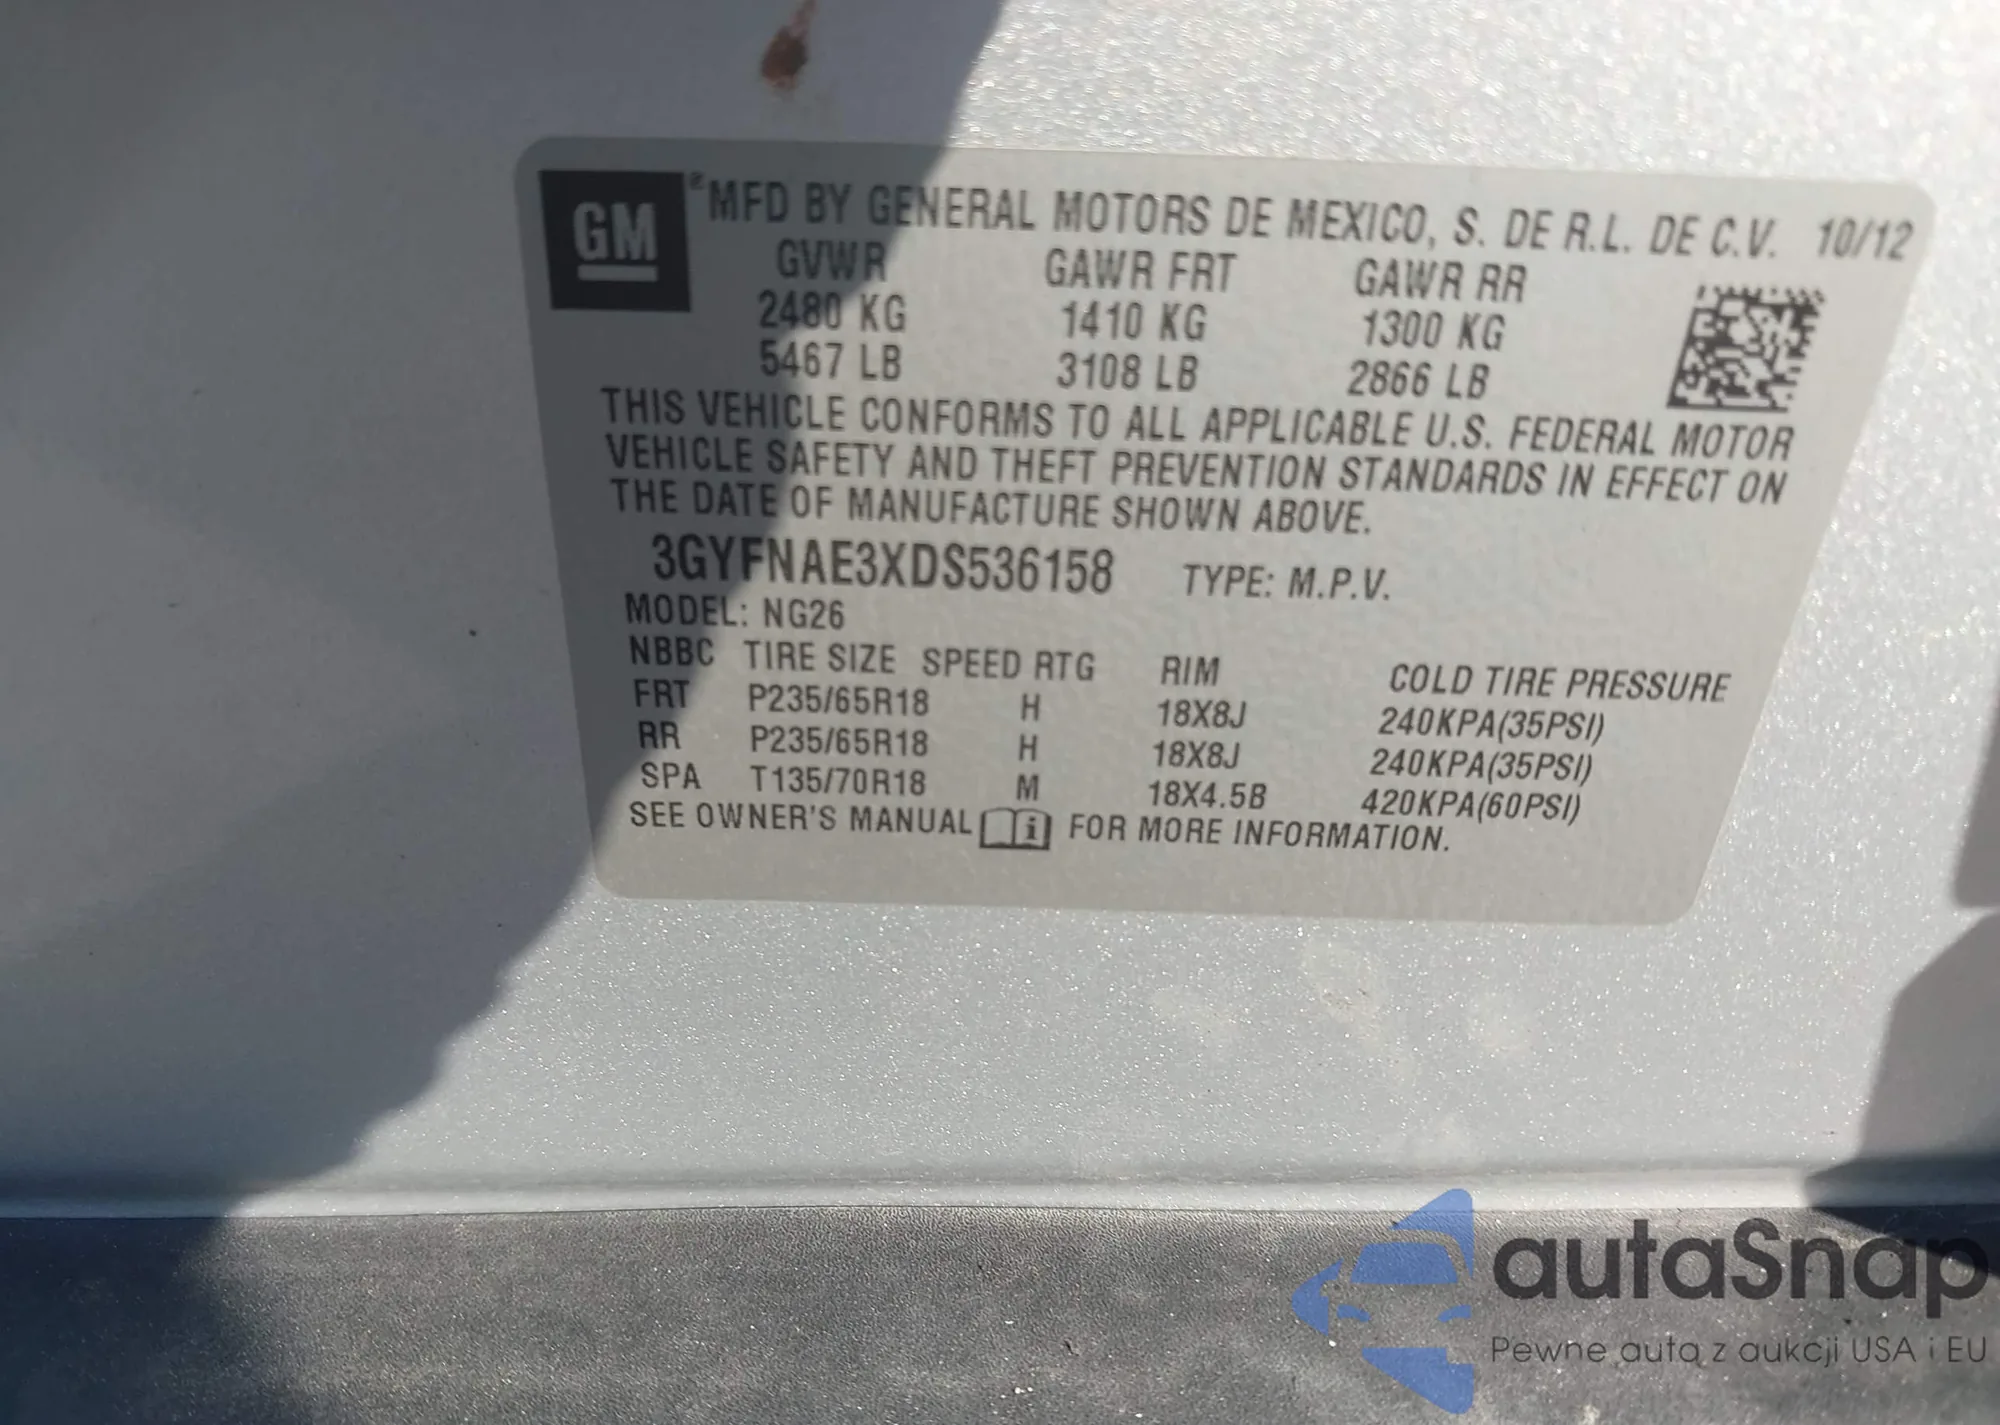 GM ® MFD BY GENERAL MOTORS DE MEXICO, S. DE R.L. DE C.V. 10/12
GVWR GAWR FRT GAWR RR
2480 KG 1410 KG 1300 KG
5467 LB 3108 LB 2866 LB
THIS VEHICLE CONFORMS TO ALL APPLICABLE U.S. FEDERAL MOTOR
VEHICLE SAFETY AND THEFT PREVENTION STANDARDS IN EFFECT ON
THE DATE OF MANUFACTURE SHOWN ABOVE.
3GYFNAE3XDS536158 TYPE: M.P.V.
MODEL: NG26
NBBC TIRE SIZE SPEED RTG RIM COLD TIRE PRESSURE
FRT P235/65R18 H 18X8J 240KPA(35PSI)
RR P235/65R18 H 18X8J 240KPA(35PSI)
SPA T135/70R18 M 18X4.5B 420KPA(60PSI)
SEE OWNER'S MANUAL i FOR MORE INFORMATION.
autaSnap
Pewne auta z aukcji USA i EU